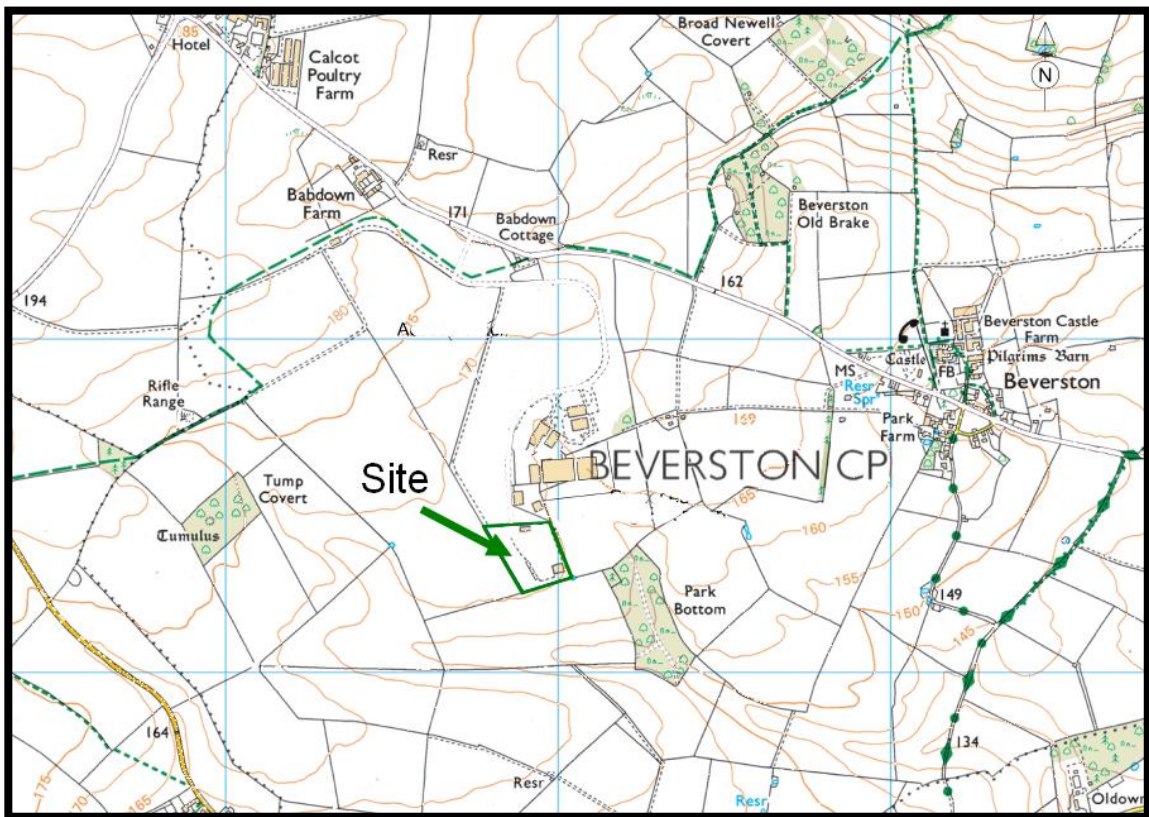 Broad Newell
Covert
85
Hotel
N
Calcot
Poultry
Farm
Resr
Babdown
Farm
171
Babdown
Cottage
Beverston
Old Brake
162
194
180
170
Beverston Castle
Farm
Castle
Pilgrims Barn
MS
FB
Beverston
Resr
Spr
Rifle
Range
169
Park
Farm
Site
BEVERSTON CP
165
160
Tump
Covert
Tumulus
Park
Bottom
155
150
149
145
164
134
175
165
165
Resr
Resr
Oldown